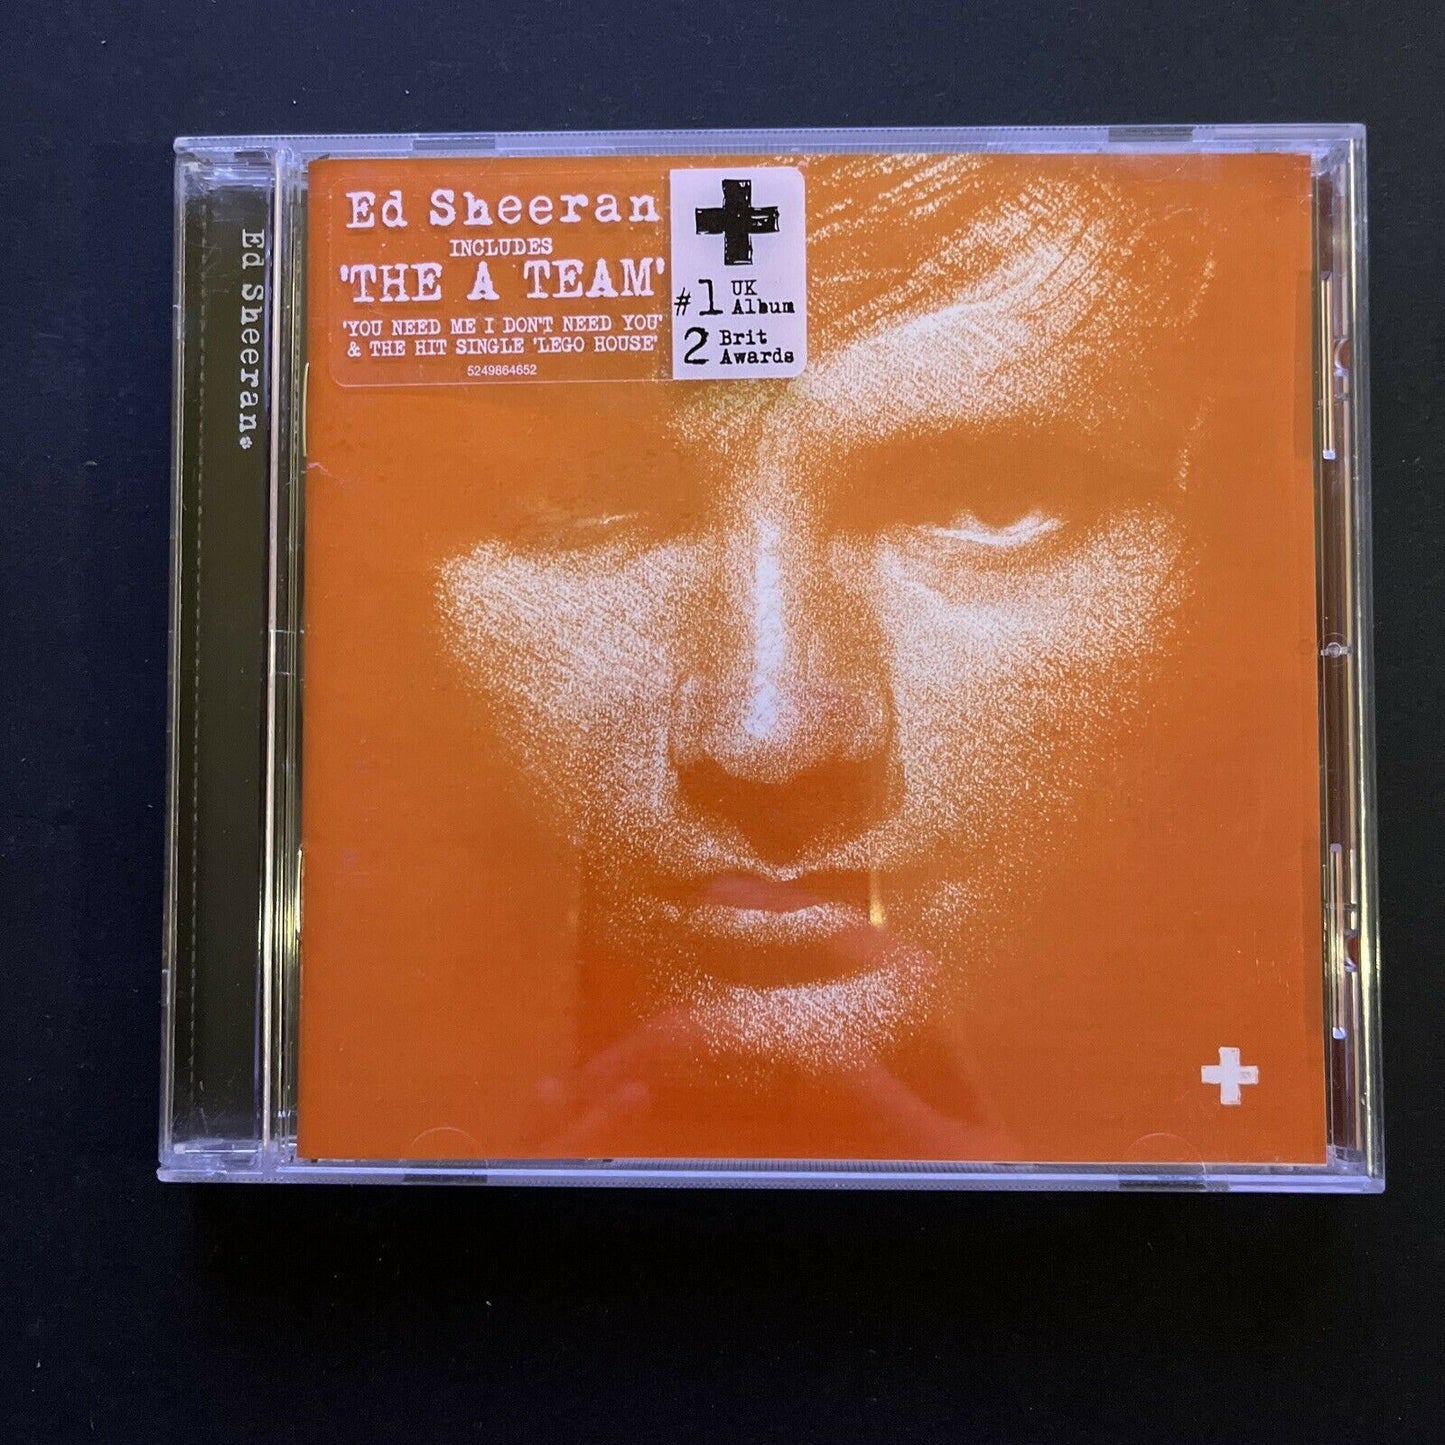 Ed Sheeran
INCLUDES
'THE A TEAM'
'YOU NEED ME I DON'T NEED YOU'
& THE HIT SINGLE 'LEGO HOUSE'
5249864652
#1 UK Album
2 Brit Awards
Ed Sheeran